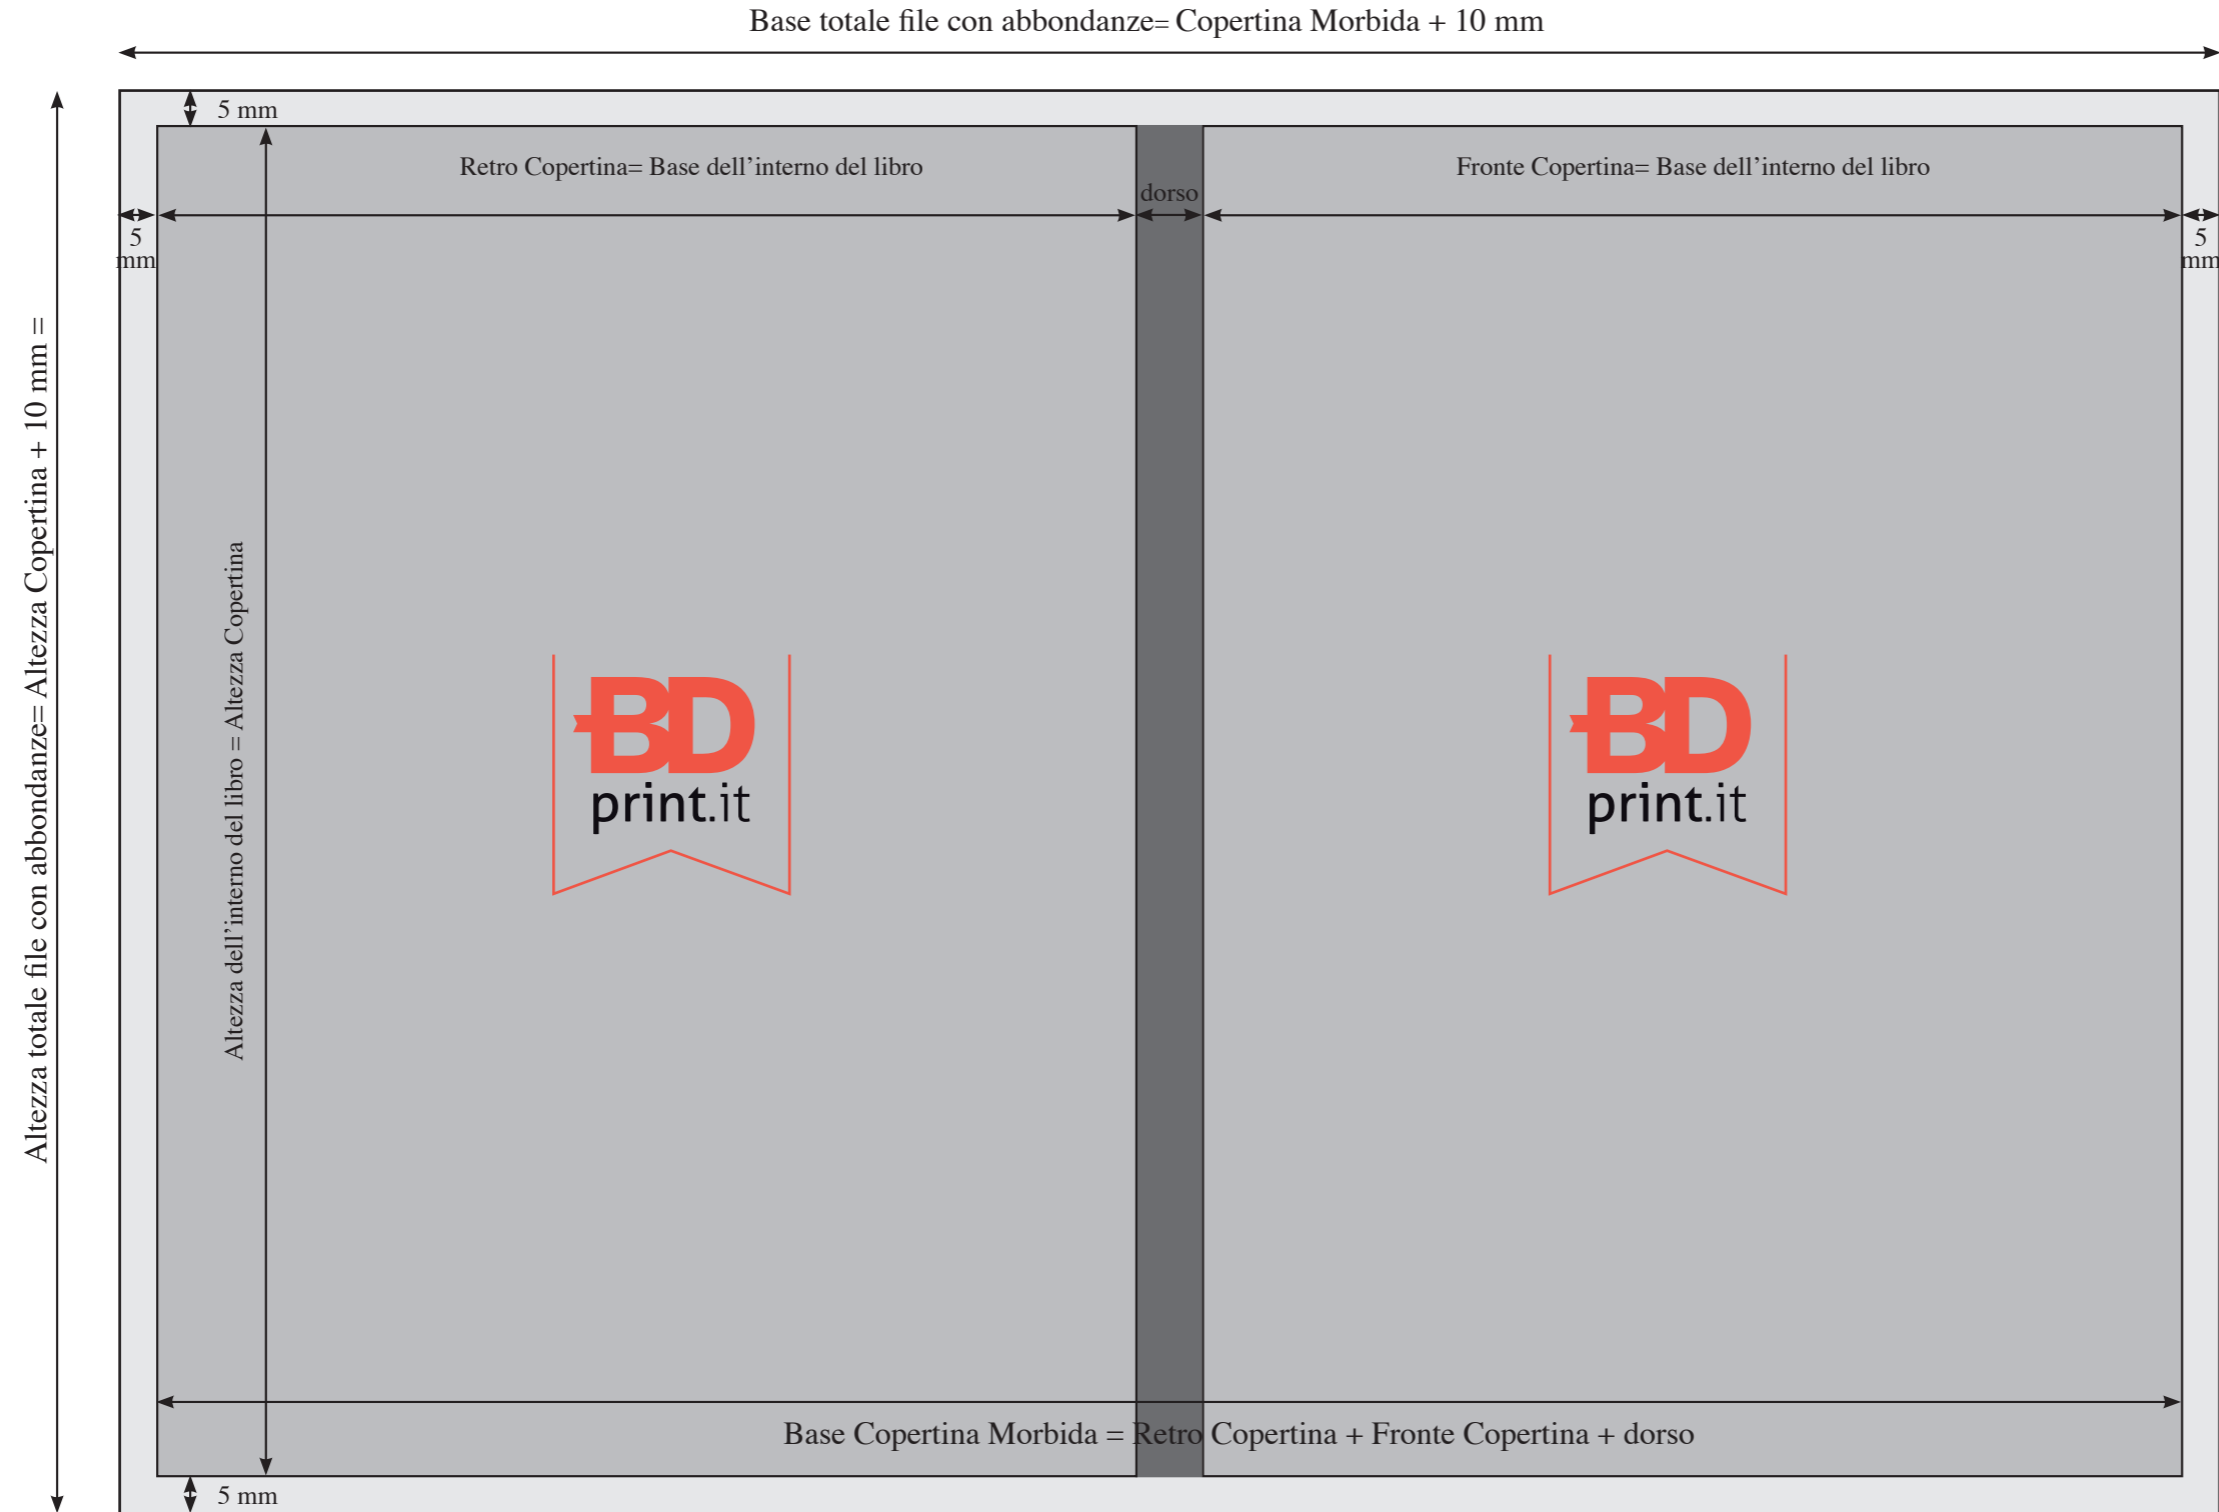 Base totale file con abbondanze= Copertina Morbida + 10 mm
5 mm
Retro Copertina= Base dell’interno del libro
Fronte Copertina= Base dell’interno del libro
dorso
5
mm
5
mm
Altezza totale file con abbondanze= Altezza Copertina + 10 mm =
Altezza dell’interno del libro = Altezza Copertina
BD
print.it
BD
print.it
Base Copertina Morbida = Retro Copertina + Fronte Copertina + dorso
5 mm